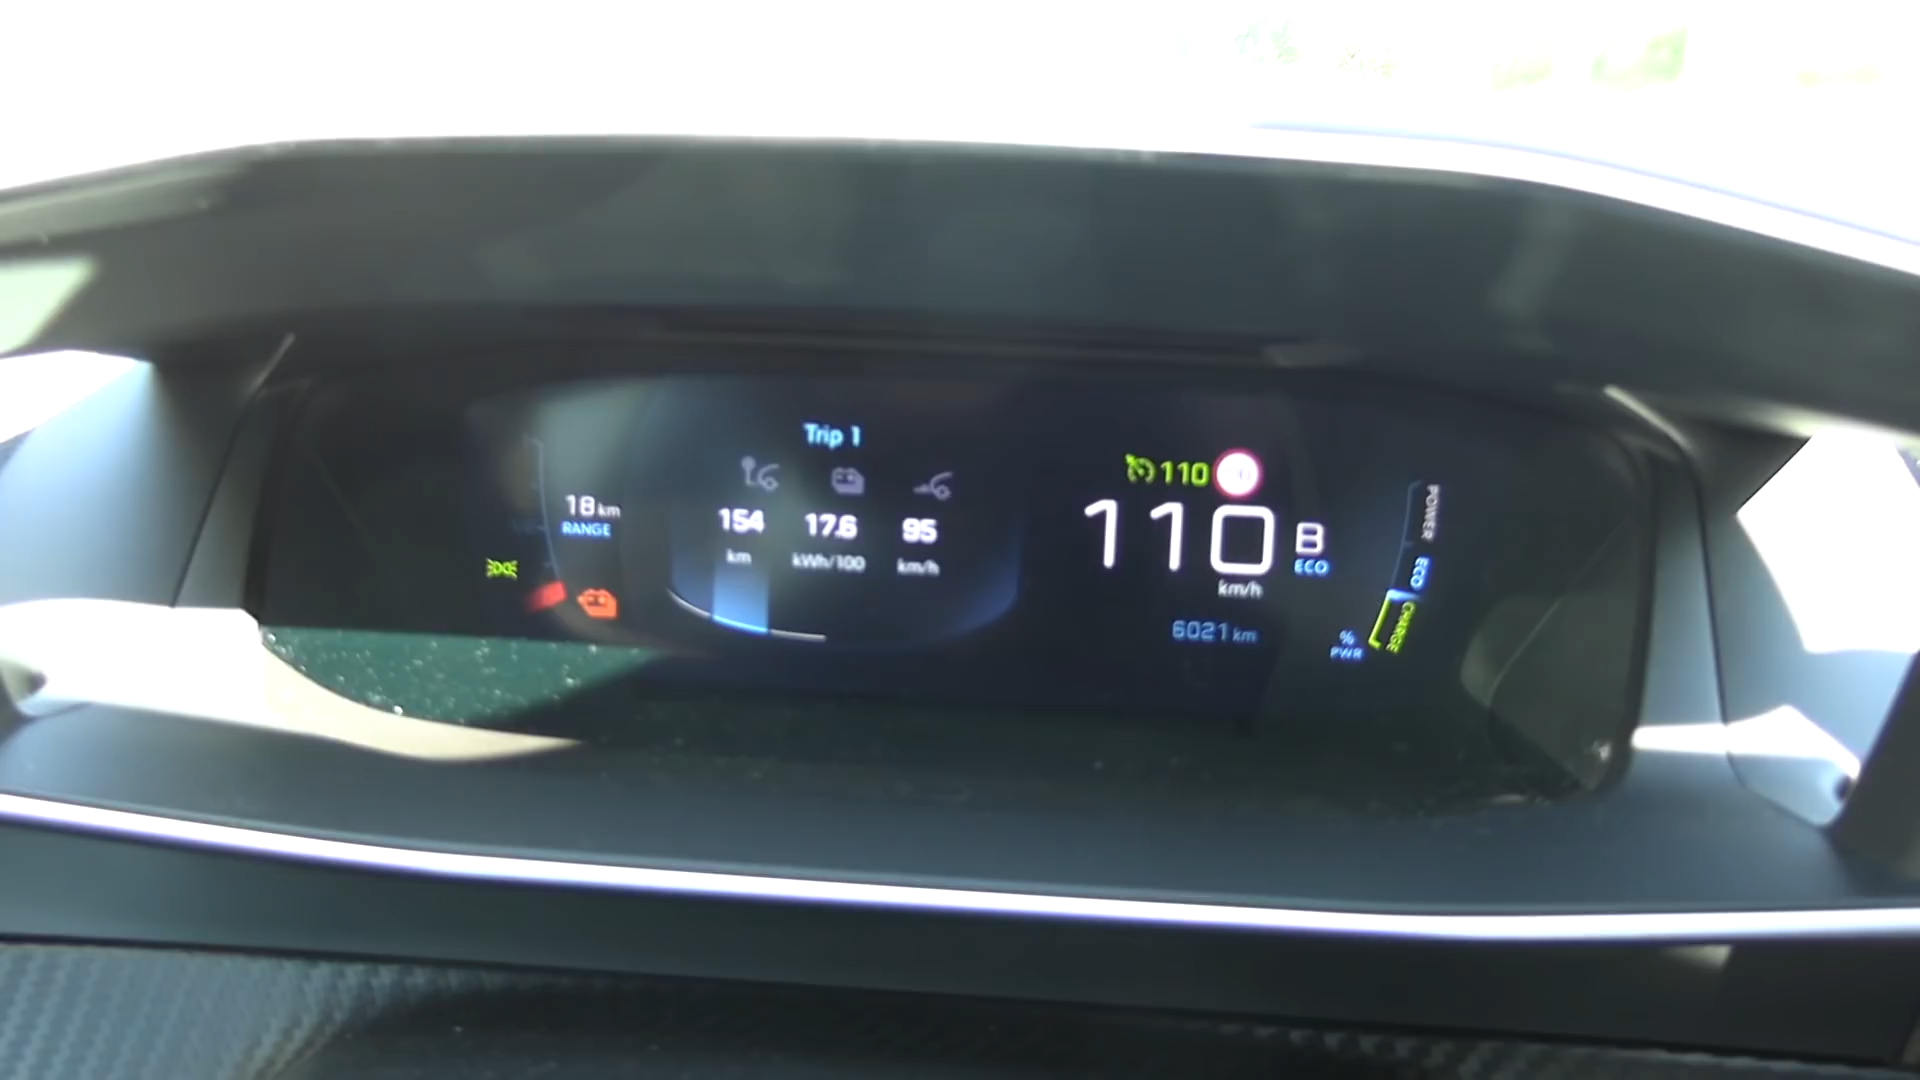 Trip 1
110
18 km
RANGE
154
17.6
95
km
kWh/100
km/h
110
B
ECO
km/h
6021 km
POWER
ECO
CHARGE
%
PWR